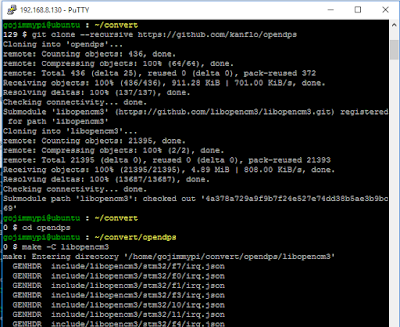 192.168.8.130 - PuTTY
gojimmypi@ubuntu : ~/convert
129 $ git clone --recursive https://github.com/kanflo/opendps
Cloning into 'opendps'...
remote: Counting objects: 436, done.
remote: Compressing objects: 100% (64/64), done.
remote: Total 436 (delta 25), reused 0 (delta 0), pack-reused 372
Receiving objects: 100% (436/436), 911.28 KiB | 701.00 KiB/s, done.
Resolving deltas: 100% (137/137), done.
Checking connectivity... done.
Submodule 'libopencm3' (https://github.com/libopencm3/libopencm3.git) registered
for path 'libopencm3'
Cloning into 'libopencm3'...
remote: Counting objects: 21395, done.
remote: Compressing objects: 100% (2/2), done.
remote: Total 21395 (delta 0), reused 0 (delta 0), pack-reused 21393
Receiving objects: 100% (21395/21395), 4.89 MiB | 808.00 KiB/s, done.
Resolving deltas: 100% (13687/13687), done.
Checking connectivity... done.
Submodule path 'libopencm3': checked out '4a378a729a9f9b7f24e527e74dd38b5ae3b9bc
69'
gojimmypi@ubuntu : ~/convert
0 $ cd opendps
gojimmypi@ubuntu : ~/convert/opendps
0 $ make -C libopencm3
make: Entering directory '/home/gojimmypi/convert/opendps/libopencm3'
GENHDR include/libopencm3/stm32/f7/irq.json
GENHDR include/libopencm3/stm32/f0/irq.json
GENHDR include/libopencm3/stm32/f1/irq.json
GENHDR include/libopencm3/stm32/f3/irq.json
GENHDR include/libopencm3/stm32/l0/irq.json
GENHDR include/libopencm3/stm32/l1/irq.json
GENHDR include/libopencm3/stm32/f4/irq.json